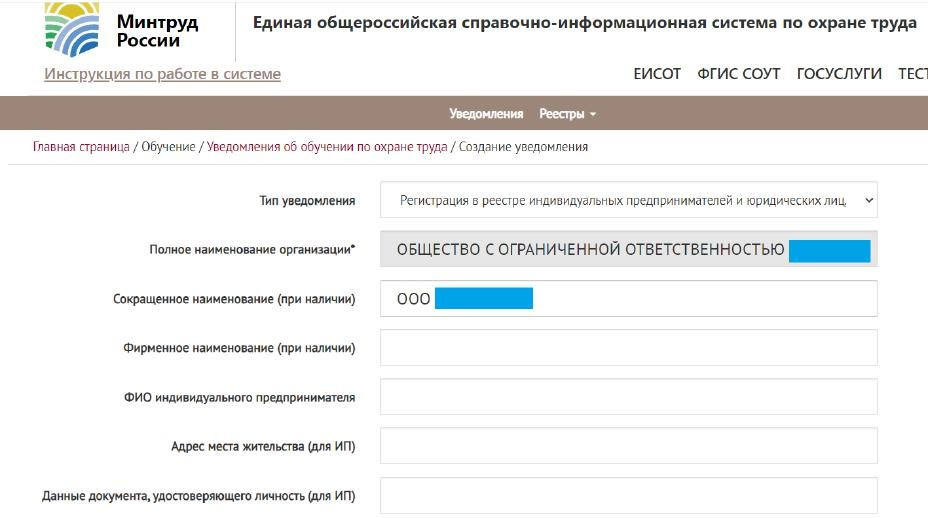 Минтруд России
Единая общероссийская справочно-информационная система по охране труда
Инструкция по работе в системе
ЕИСОТ ФГИС СОУТ ГОСУСЛУГИ ТЕСТ
Уведомления Реестры
Главная страница / Обучение / Уведомления об обучении по охране труда / Создание уведомления
Тип уведомления Регистрация в реестре индивидуальных предпринимателей и юридических лиц,
Полное наименование организации* ОБЩЕСТВО С ОГРАНИЧЕННОЙ ОТВЕТСТВЕННОСТЬЮ
Сокращенное наименование (при наличии) ООО
Фирменное наименование (при наличии)
ФИО индивидуального предпринимателя
Адрес места жительства (для ИП)
Данные документа, удостоверяющего личность (для ИП)